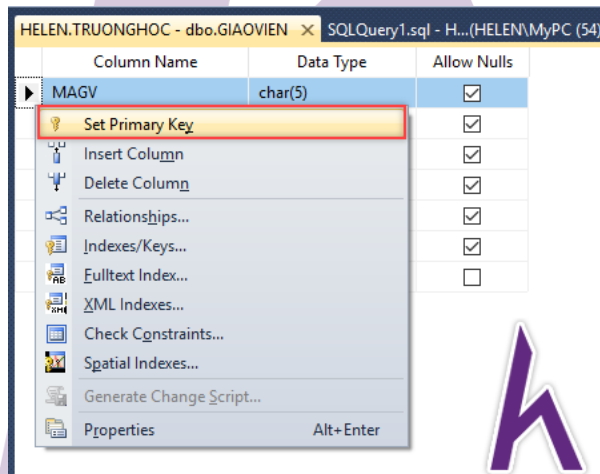 HELEN.TRUONGHOC - dbo.GIAOVIEN SQLQuery1.sql - H...(HELEN\MyPC (54)
Column Name Data Type Allow Nulls
MAGV char(5)
Set Primary Key
Insert Column
Delete Column
Relationships...
Indexes/Keys...
Fulltext Index...
XML Indexes...
Check Constraints...
Spatial Indexes...
Generate Change Script...
Properties Alt+Enter